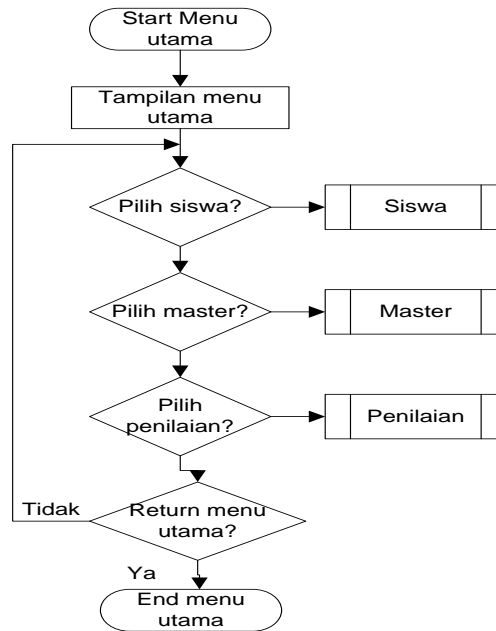 Start Menu
utama
Tampilan menu
utama
Pilih siswa?
Siswa
Pilih master?
Master
Pilih
penilaian?
Penilaian
Tidak
Return menu
utama?
Ya
End menu
utama